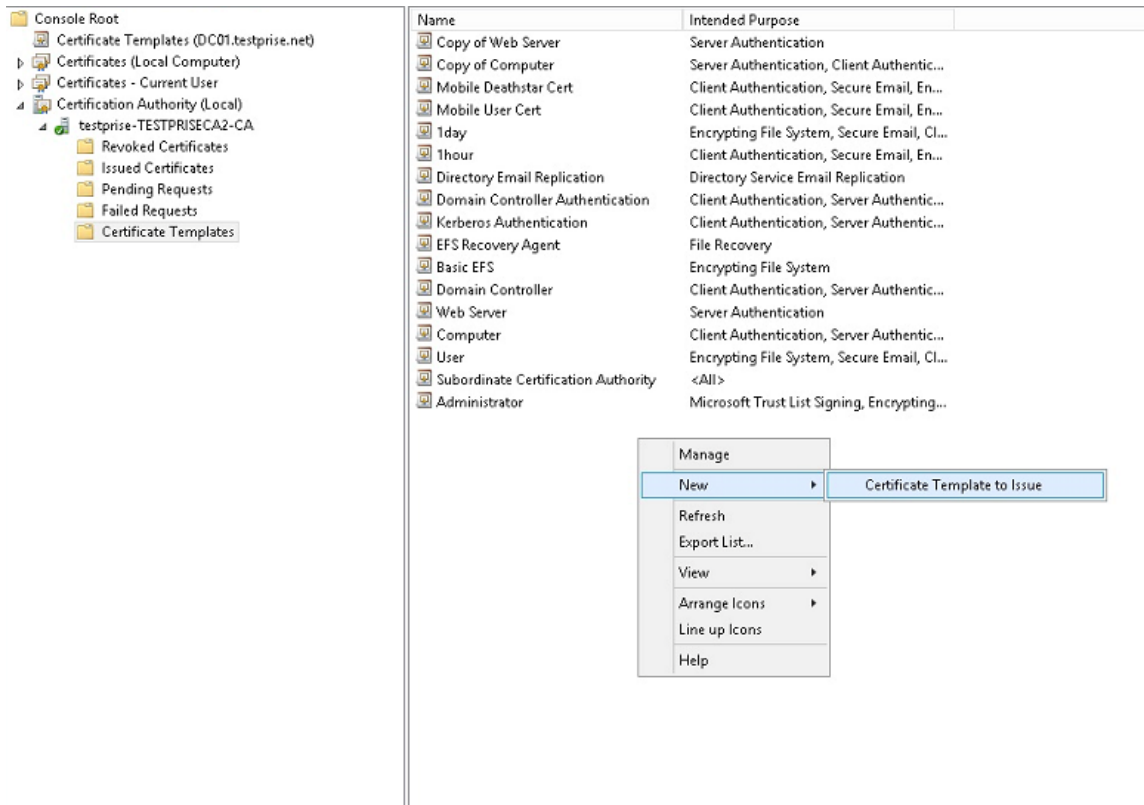 Console Root
Certificate Templates (DC01.testprise.net)
Certificates (Local Computer)
Certificates - Current User
Certification Authority (Local)
testprise-TESTPRISECA2-CA
Revoked Certificates
Issued Certificates
Pending Requests
Failed Requests
Certificate Templates
Name Intended Purpose
Copy of Web Server Server Authentication
Copy of Computer Server Authentication, Client Authentic...
Mobile Deathstar Cert Client Authentication, Secure Email, En...
Mobile User Cert Client Authentication, Secure Email, En...
1day Encrypting File System, Secure Email, Cl...
1hour Client Authentication, Secure Email, En...
Directory Email Replication Directory Service Email Replication
Domain Controller Authentication Client Authentication, Server Authentic...
Kerberos Authentication Client Authentication, Server Authentic...
EFS Recovery Agent File Recovery
Basic EFS Encrypting File System
Domain Controller Client Authentication, Server Authentic...
Web Server Server Authentication
Computer Client Authentication, Server Authentic...
User Encrypting File System, Secure Email, Cl...
Subordinate Certification Authority <All>
Administrator Microsoft Trust List Signing, Encrypting...
Manage
New Certificate Template to Issue
Refresh
Export List...
View
Arrange Icons
Line up Icons
Help